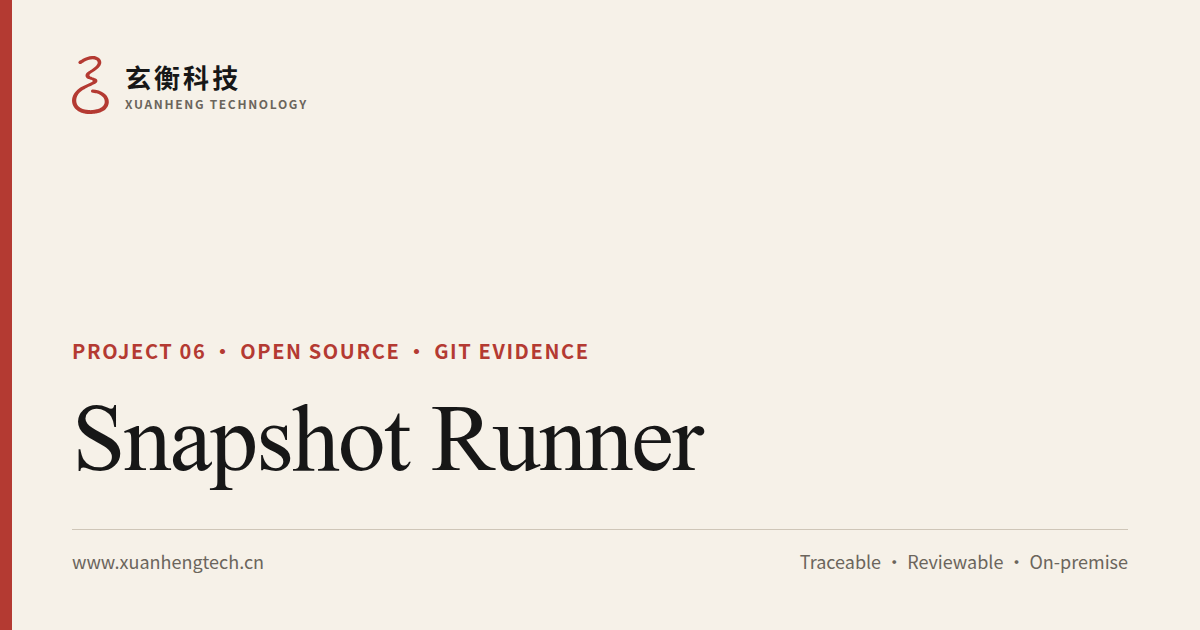 玄衡科技
XUANHENG TECHNOLOGY
PROJECT 06 • OPEN SOURCE • GIT EVIDENCE
Snapshot Runner
www.xuanhengtech.cn
Traceable • Reviewable • On-premise